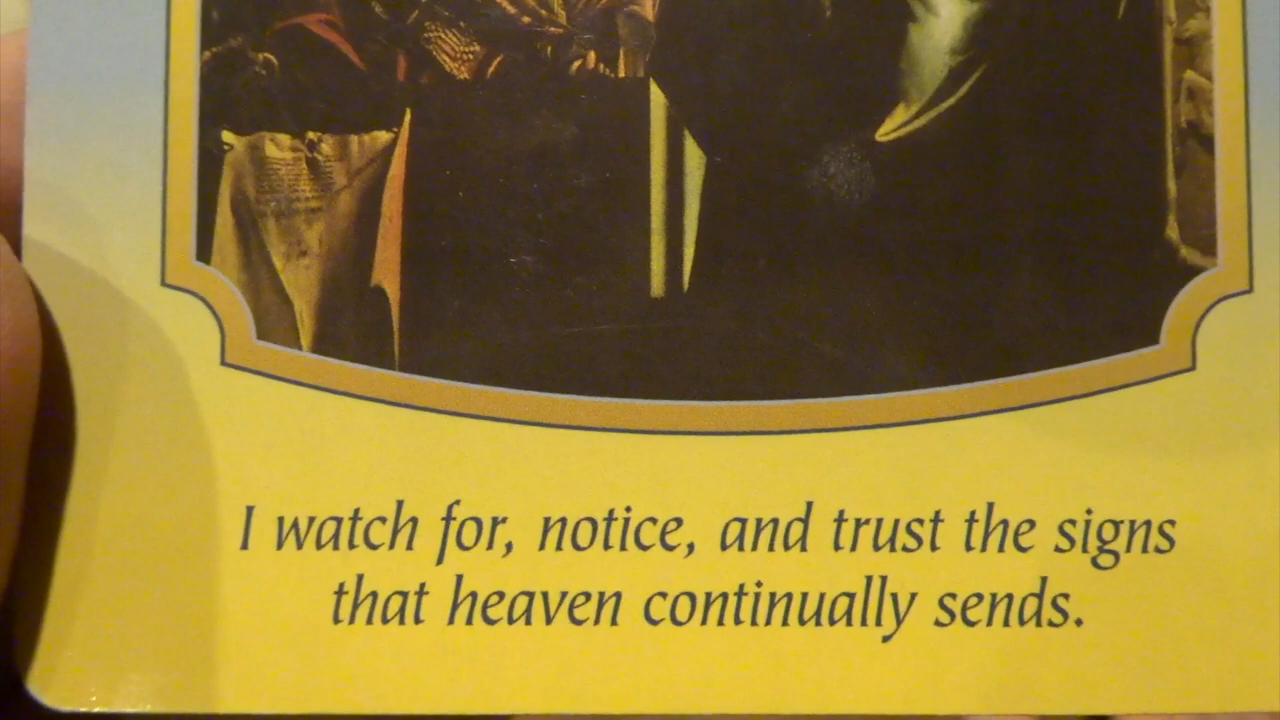 I watch for, notice, and trust the signs
that heaven continually sends.